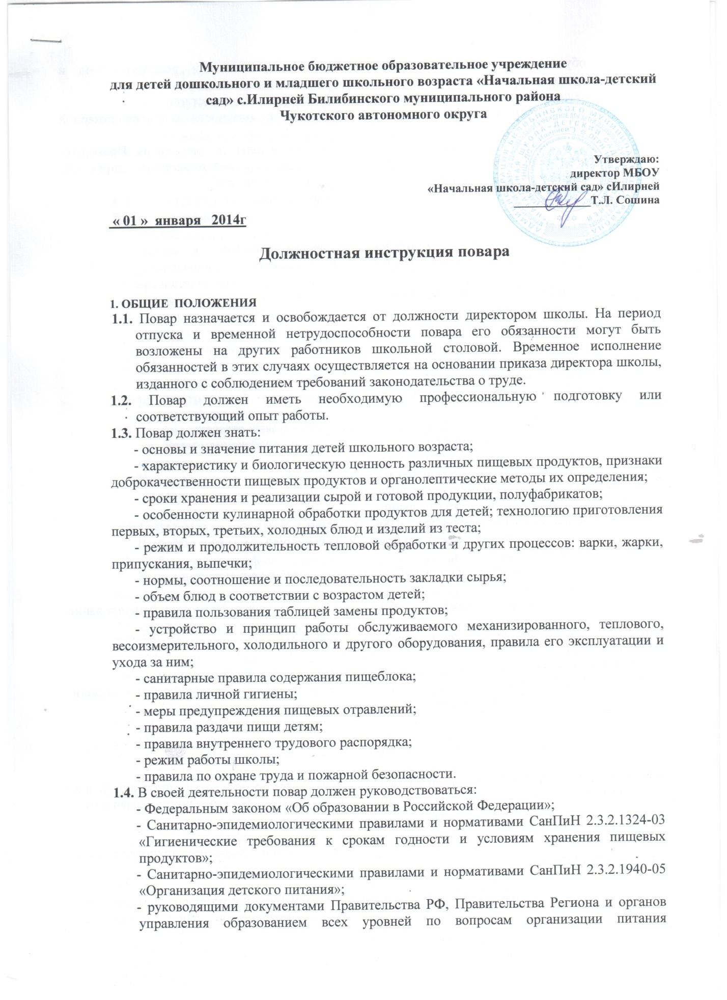 Муниципальное бюджетное образовательное учреждение
для детей дошкольного и младшего школьного возраста «Начальная школа-детский
сад» с.Илирней Билибинского муниципального района
Чукотского автономного округа
Утверждаю:
директор МБОУ
«Начальная школа-детский сад» сИлирней
____________Т.Л. Сошина
« 01 » января 2014г
Должностная инструкция повара
1. ОБЩИЕ ПОЛОЖЕНИЯ
1.1. Повар назначается и освобождается от должности директором школы. На период
отпуска и временной нетрудоспособности повара его обязанности могут быть
возложены на других работников школьной столовой. Временное исполнение
обязанностей в этих случаях осуществляется на основании приказа директора школы,
изданного с соблюдением требований законодательства о труде.
1.2. Повар должен иметь необходимую профессиональную подготовку или
соответствующий опыт работы.
1.3. Повар должен знать:
- основы и значение питания детей школьного возраста;
- характеристику и биологическую ценность различных пищевых продуктов, признаки
доброкачественности пищевых продуктов и органолептические методы их определения;
- сроки хранения и реализации сырой и готовой продукции, полуфабрикатов;
- особенности кулинарной обработки продуктов для детей; технологию приготовления
первых, вторых, третьих, холодных блюд и изделий из теста;
- режим и продолжительность тепловой обработки и других процессов: варки, жарки,
припускания, выпечки;
- нормы, соотношение и последовательность закладки сырья;
- объем блюд в соответствии с возрастом детей;
- правила пользования таблицей замены продуктов;
- устройство и принцип работы обслуживаемого механизированного, теплового,
весоизмерительного, холодильного и другого оборудования, правила его эксплуатации и
ухода за ним;
- санитарные правила содержания пищеблока;
- правила личной гигиены;
- меры предупреждения пищевых отравлений;
- правила раздачи пищи детям;
- правила внутреннего трудового распорядка;
- режим работы школы;
- правила по охране труда и пожарной безопасности.
1.4. В своей деятельности повар должен руководствоваться:
- Федеральным законом «Об образовании в Российской Федерации»;
- Санитарно-эпидемиологическими правилами и нормативами СанПиН 2.3.2.1324-03
«Гигиенические требования к срокам годности и условиям хранения пищевых
продуктов»;
- Санитарно-эпидемиологическими правилами и нормативами СанПиН 2.3.2.1940-05
«Организация детского питания»;
- руководящими документами Правительства РФ, Правительства Региона и органов
управления образованием всех уровней по вопросам организации питания